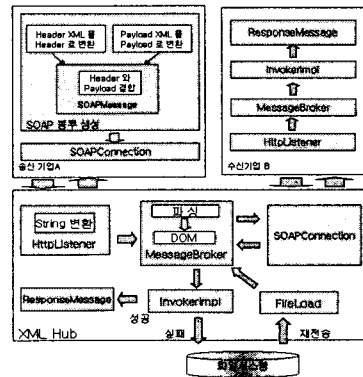 Header XML 를
Header 로 변환
Payload XML 를
Payload 로 변환
Header 와
Payload 결합
SOAPMessage
SOAP 봉투 생성
SOAPConnection
송신 기업A
ResponseMessage
InvokerImpl
MessageBroker
HttpListener
수신기업 B
String 변환
HttpListener
파싱
DOM
MessageBroker
SOAPConnection
ResponseMessage
성공
InvokerImpl
FileLoad
XML Hub
실패
재전송